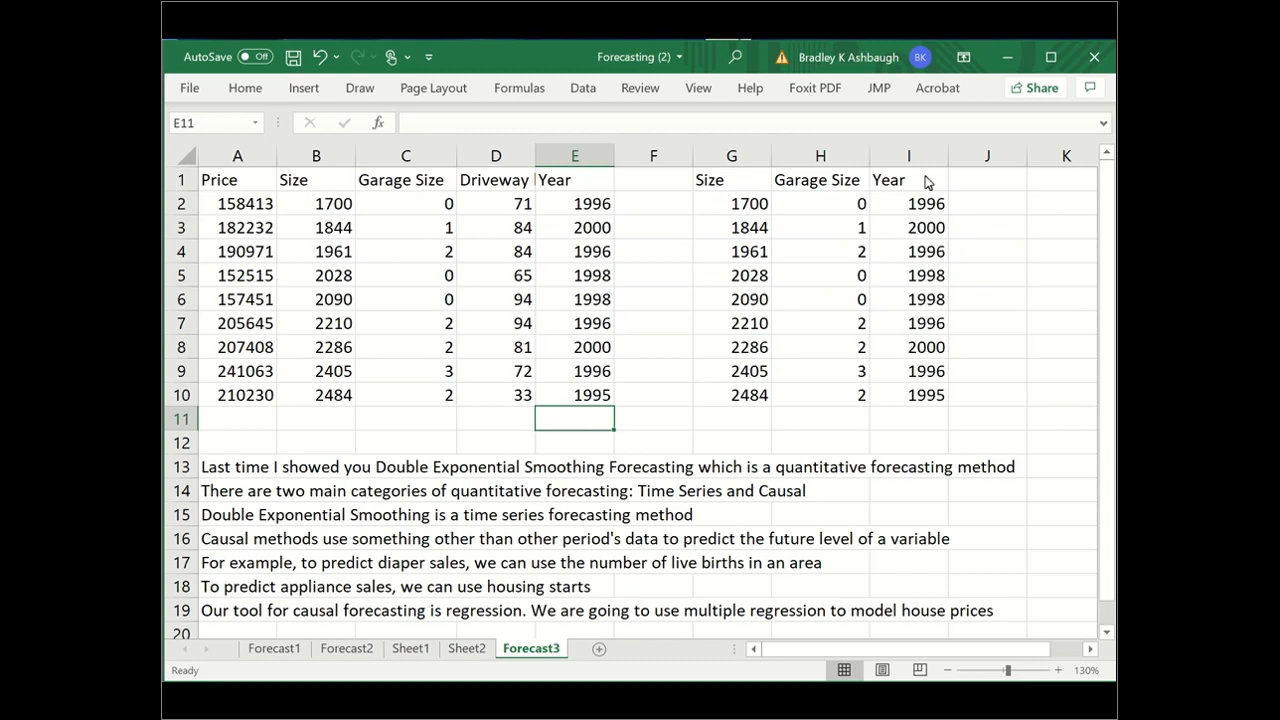 AutoSave Off Forecasting (2) Bradley K Ashbaugh BK
File Home Insert Draw Page Layout Formulas Data Review View Help Foxit PDF JMP Acrobat Share
E11 fx
A B C D E F G H I J K
1 Price Size Garage Size Driveway Year Size Garage Size Year
2 158413 1700 0 71 1996 1700 0 1996
3 182232 1844 1 84 2000 1844 1 2000
4 190971 1961 2 84 1996 1961 2 1996
5 152515 2028 0 65 1998 2028 0 1998
6 157451 2090 0 94 1998 2090 0 1998
7 205645 2210 2 94 1996 2210 2 1996
8 207408 2286 2 81 2000 2286 2 2000
9 241063 2405 3 72 1996 2405 3 1996
10 210230 2484 2 33 1995 2484 2 1995
11
12
13 Last time I showed you Double Exponential Smoothing Forecasting which is a quantitative forecasting method
14 There are two main categories of quantitative forecasting: Time Series and Causal
15 Double Exponential Smoothing is a time series forecasting method
16 Causal methods use something other than other period's data to predict the future level of a variable
17 For example, to predict diaper sales, we can use the number of live births in an area
18 To predict appliance sales, we can use housing starts
19 Our tool for causal forecasting is regression. We are going to use multiple regression to model house prices
20
Forecast1 Forecast2 Sheet1 Sheet2 Forecast3
Ready 130%